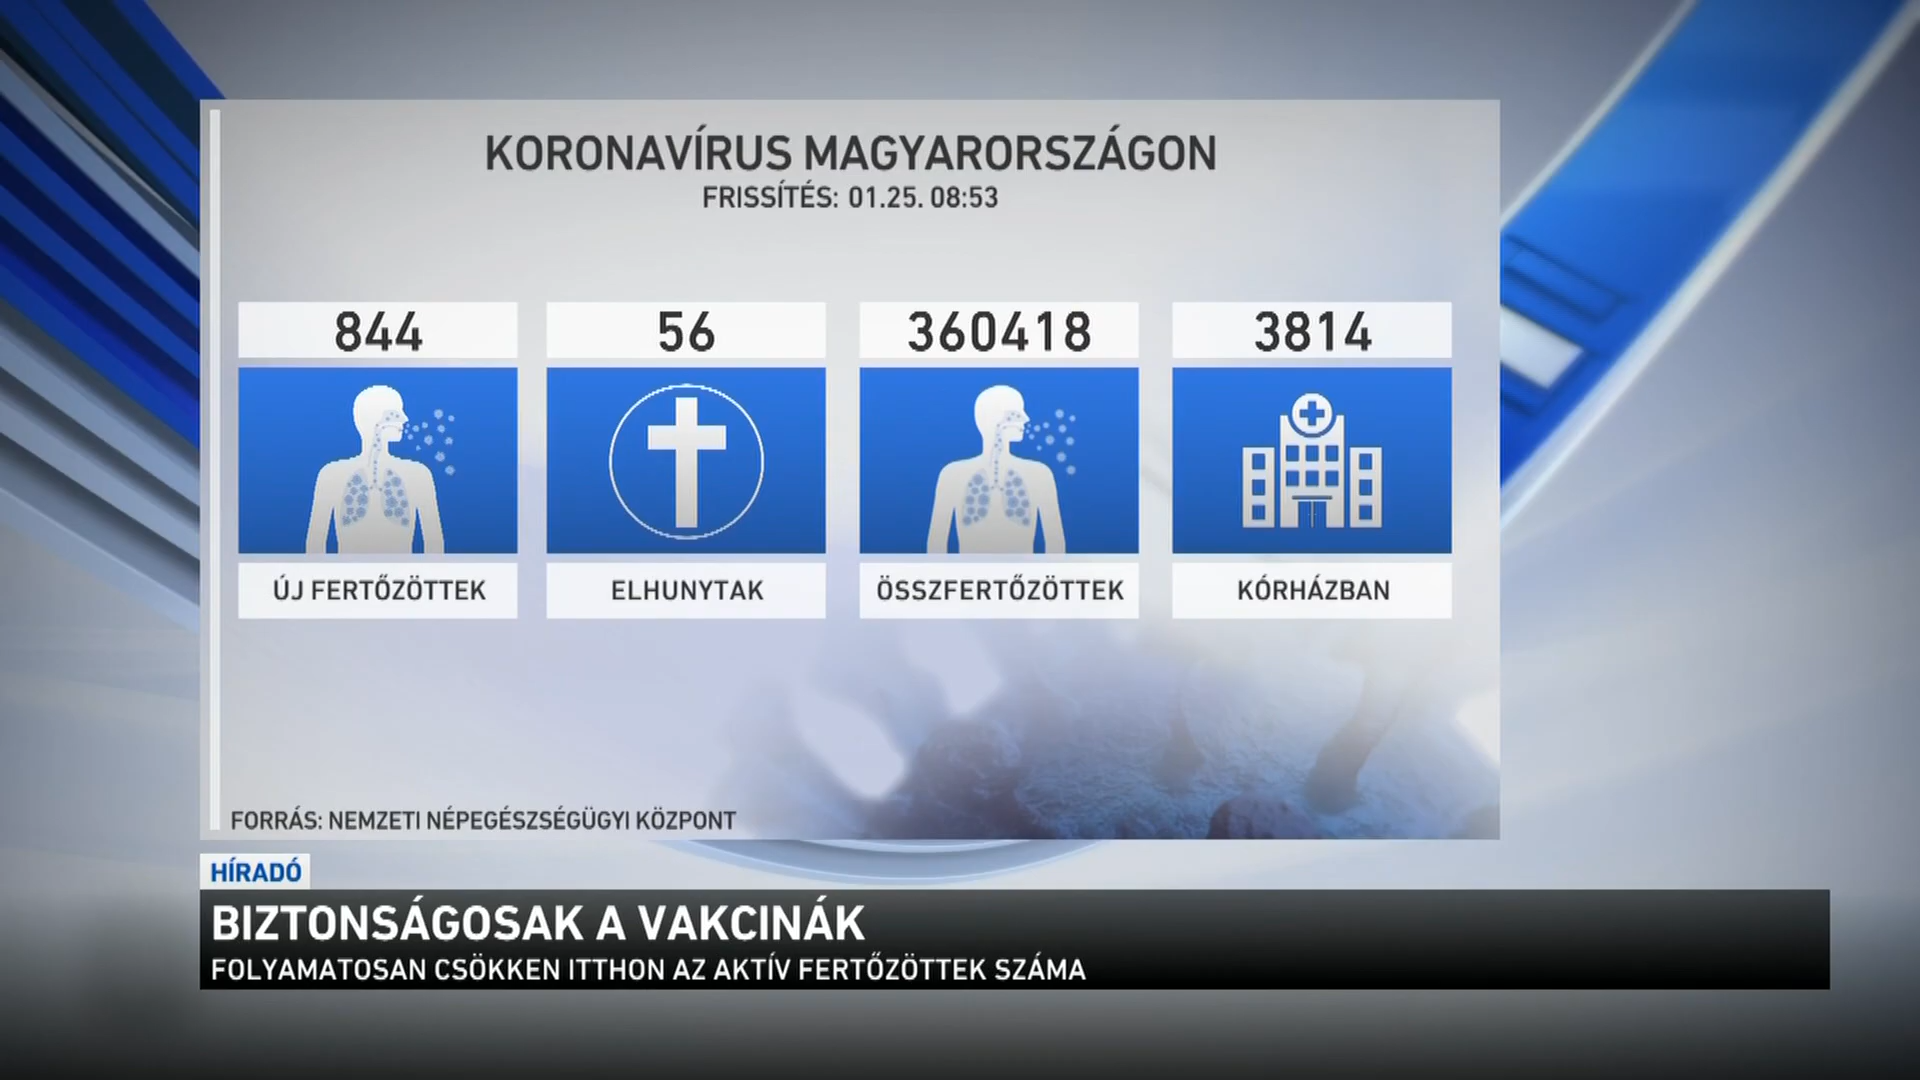 KORONAVÍRUS MAGYARORSZÁGON
FRISSÍTÉS: 01.25. 08:53
844
56
360418
3814
ÚJ FERTŐZÖTTEK
ELHUNYTAK
ÖSSZFERTŐZÖTTEK
KÓRHÁZBAN
FORRÁS: NEMZETI NÉPEGÉSZSÉGÜGYI KÖZPONT
HÍRADÓ
BIZTONSÁGOSAK A VAKCINÁK
FOLYAMATOSAN CSÖKKEN ITTHON AZ AKTÍV FERTŐZÖTTEK SZÁMA